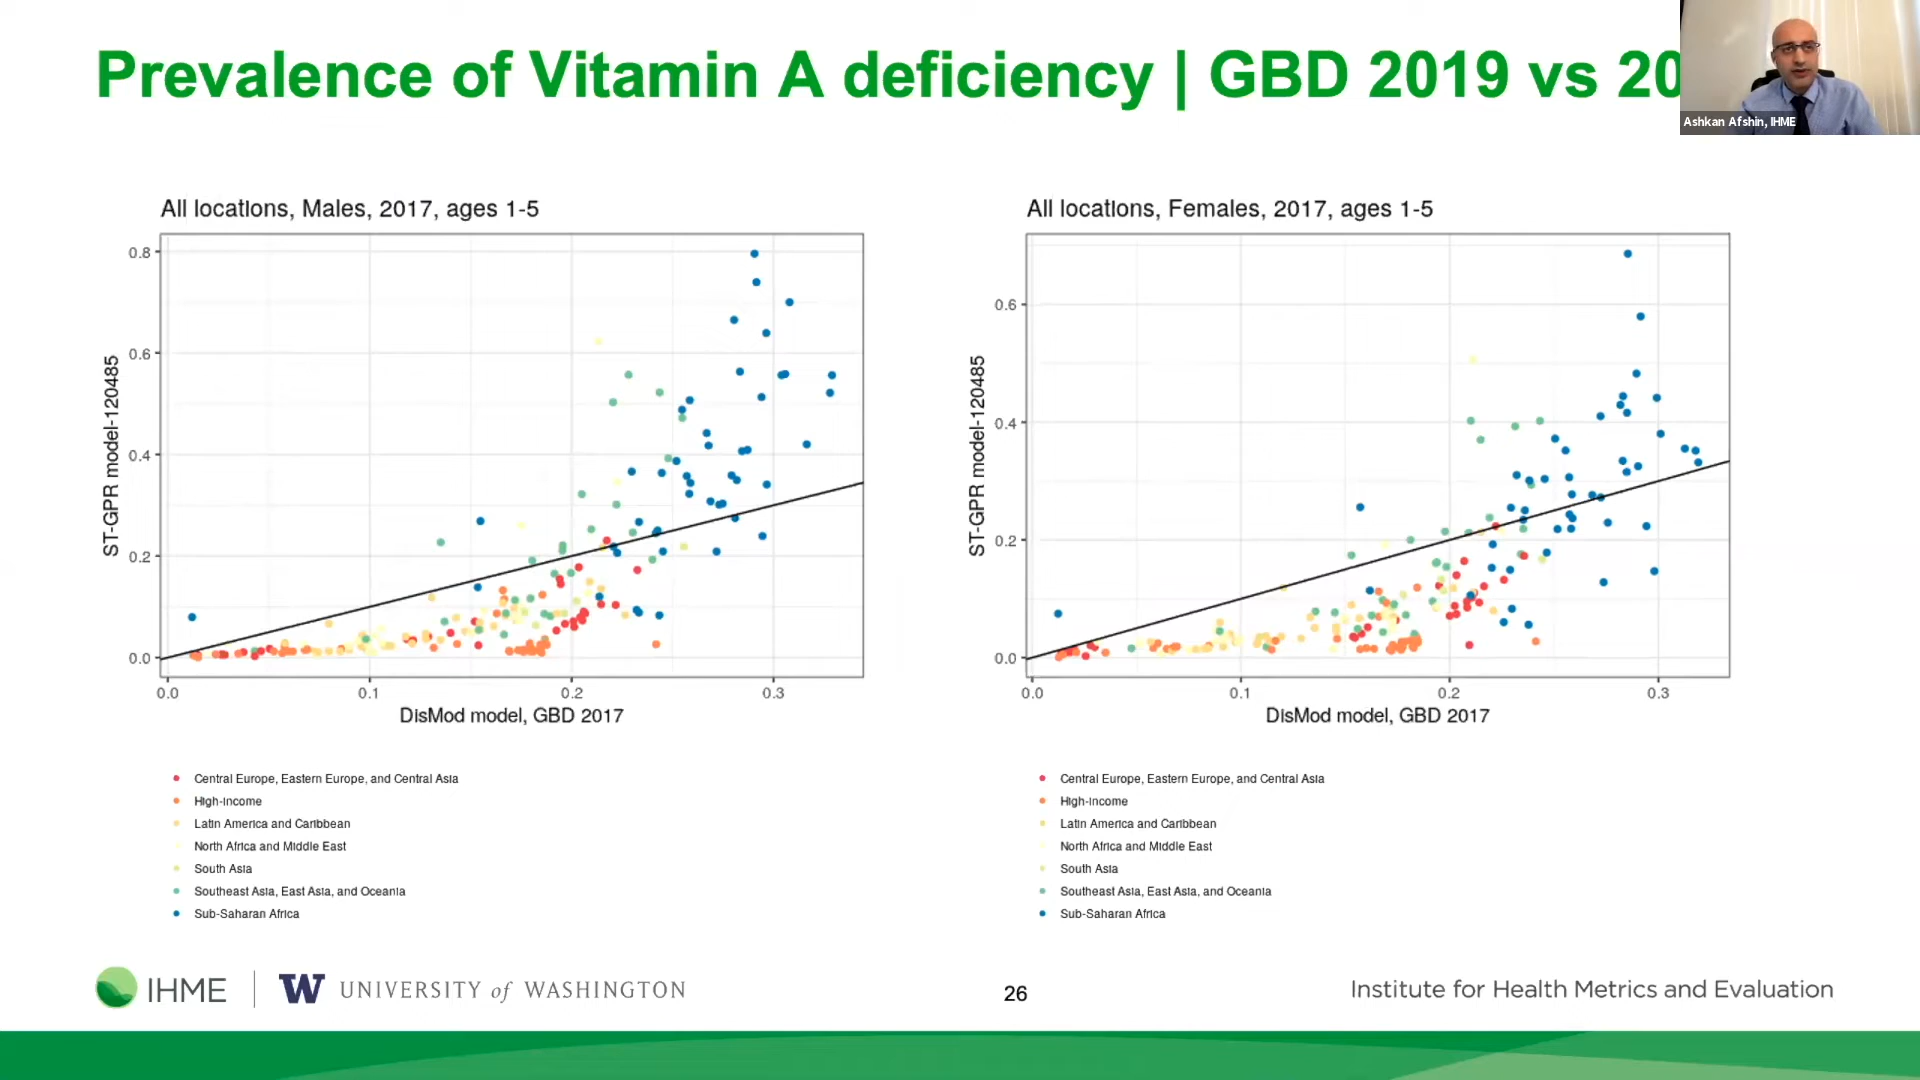 Prevalence of Vitamin A deficiency | GBD 2019 vs 20
Ashkan Afshin, IHME
All locations, Males, 2017, ages 1-5
0.8
0.6
0.4
0.2
0.0
ST-GPR model-120485
0.0 0.1 0.2 0.3
DisMod model, GBD 2017
Central Europe, Eastern Europe, and Central Asia
High-income
Latin America and Caribbean
North Africa and Middle East
South Asia
Southeast Asia, East Asia, and Oceania
Sub-Saharan Africa
All locations, Females, 2017, ages 1-5
0.6
0.4
0.2
0.0
ST-GPR model-120485
0.0 0.1 0.2 0.3
DisMod model, GBD 2017
Central Europe, Eastern Europe, and Central Asia
High-income
Latin America and Caribbean
North Africa and Middle East
South Asia
Southeast Asia, East Asia, and Oceania
Sub-Saharan Africa
IHME
W UNIVERSITY of WASHINGTON
26
Institute for Health Metrics and Evaluation